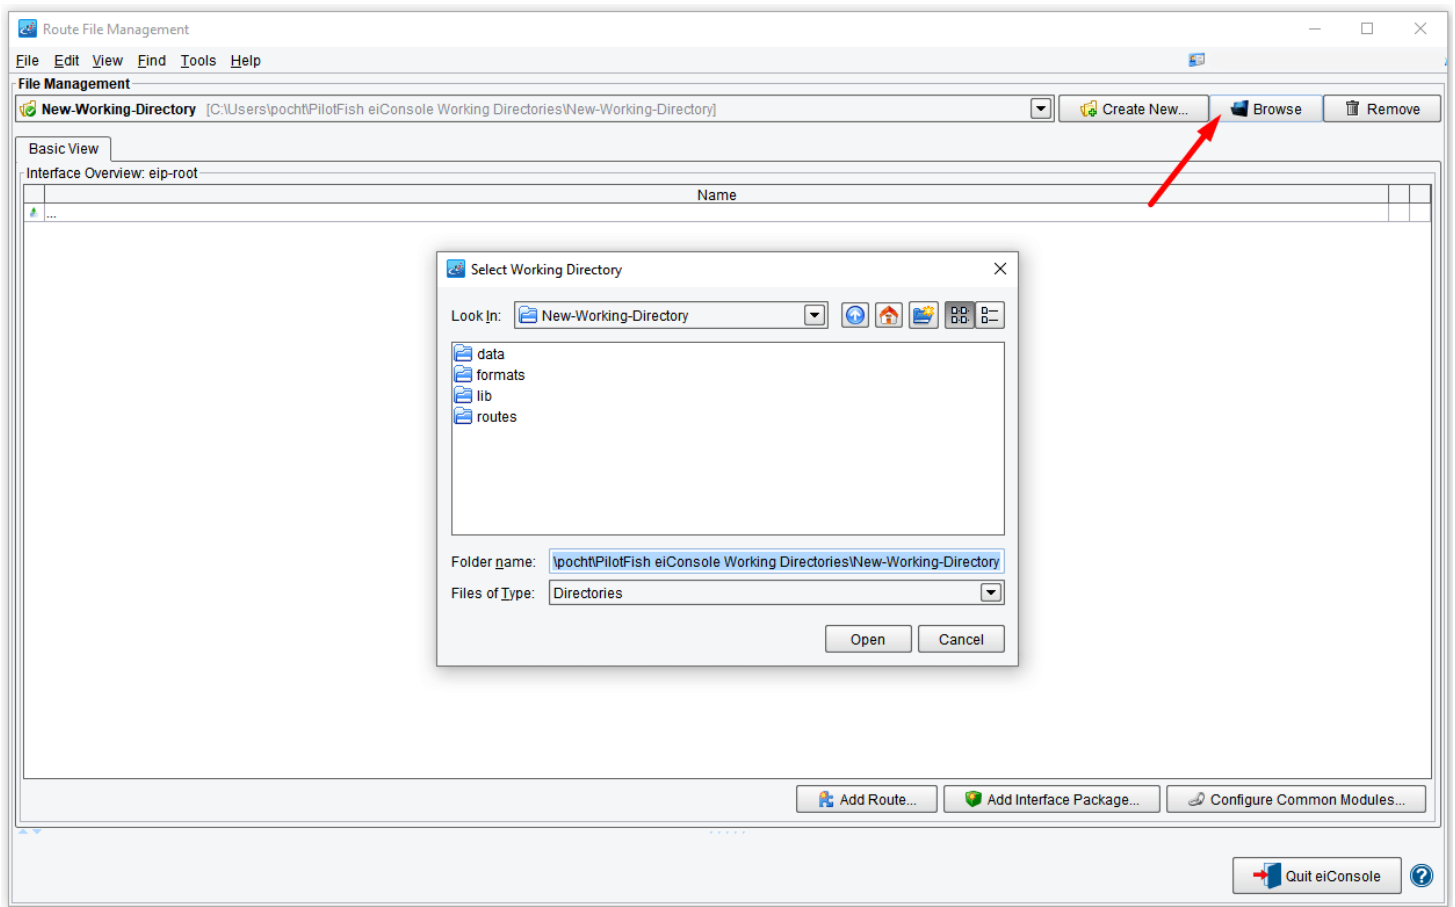 Route File Management
File Edit View Find Tools Help
File Management
New-Working-Directory [C:\Users\pocht\PilotFish eiConsole Working Directories\New-Working-Directory] Create New... Browse Remove
Basic View
Interface Overview: eip-root
Name
...
Select Working Directory
Look In: New-Working-Directory
data
formats
lib
routes
Folder name: \pocht\PilotFish eiConsole Working Directories\New-Working-Directory
Files of Type: Directories
Open Cancel
Add Route... Add Interface Package... Configure Common Modules...
Quit eiConsole ?